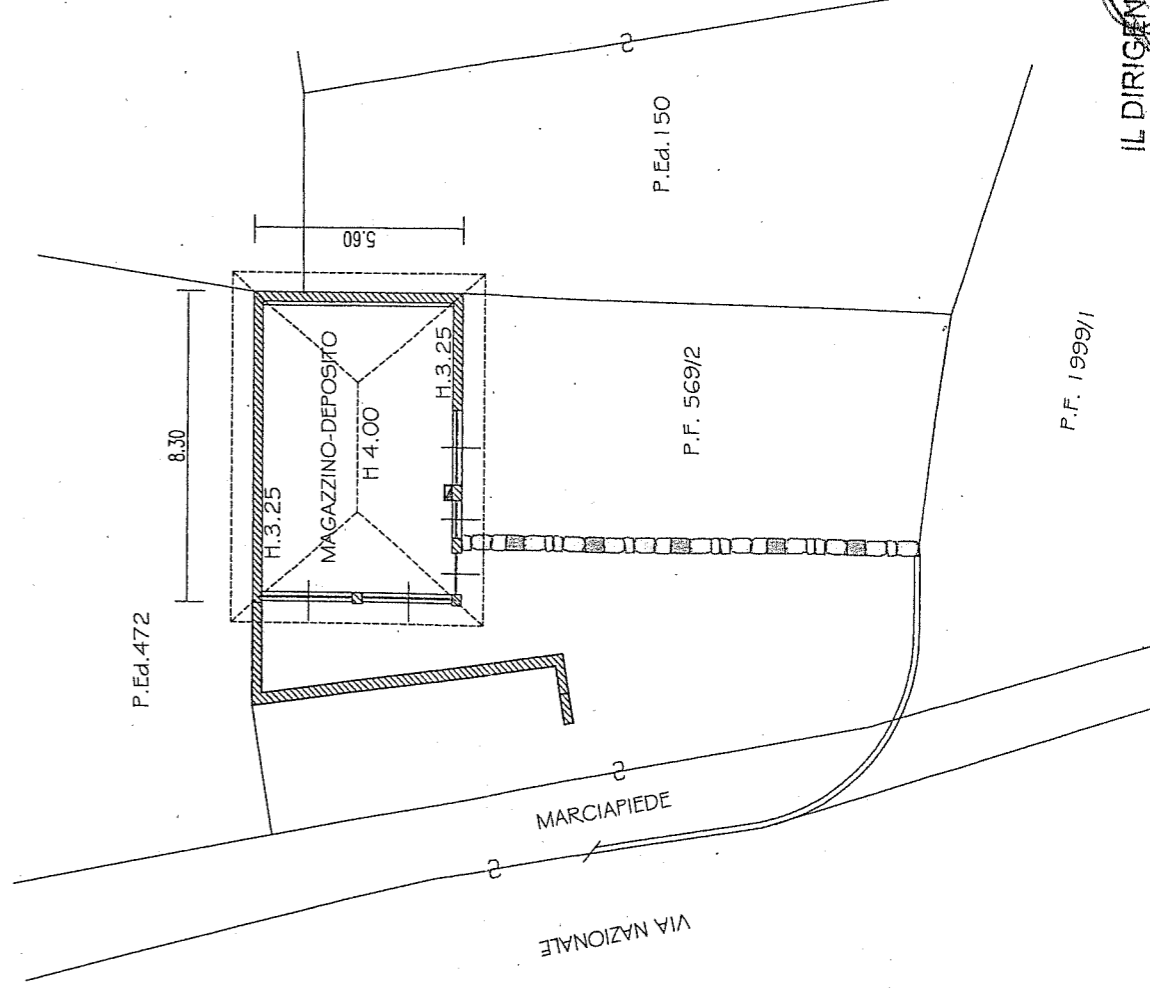 P.Ed.472
8.30
H.3.25
MAGAZZINO-DEPOSITO
H 4.00
H.3.25
5.60
P.Ed.150
P.F. 569/2
P.F. 1999/1
MARCIAPIEDE
VIA NAZIONALE
S
S
S
IL DIRIGEN